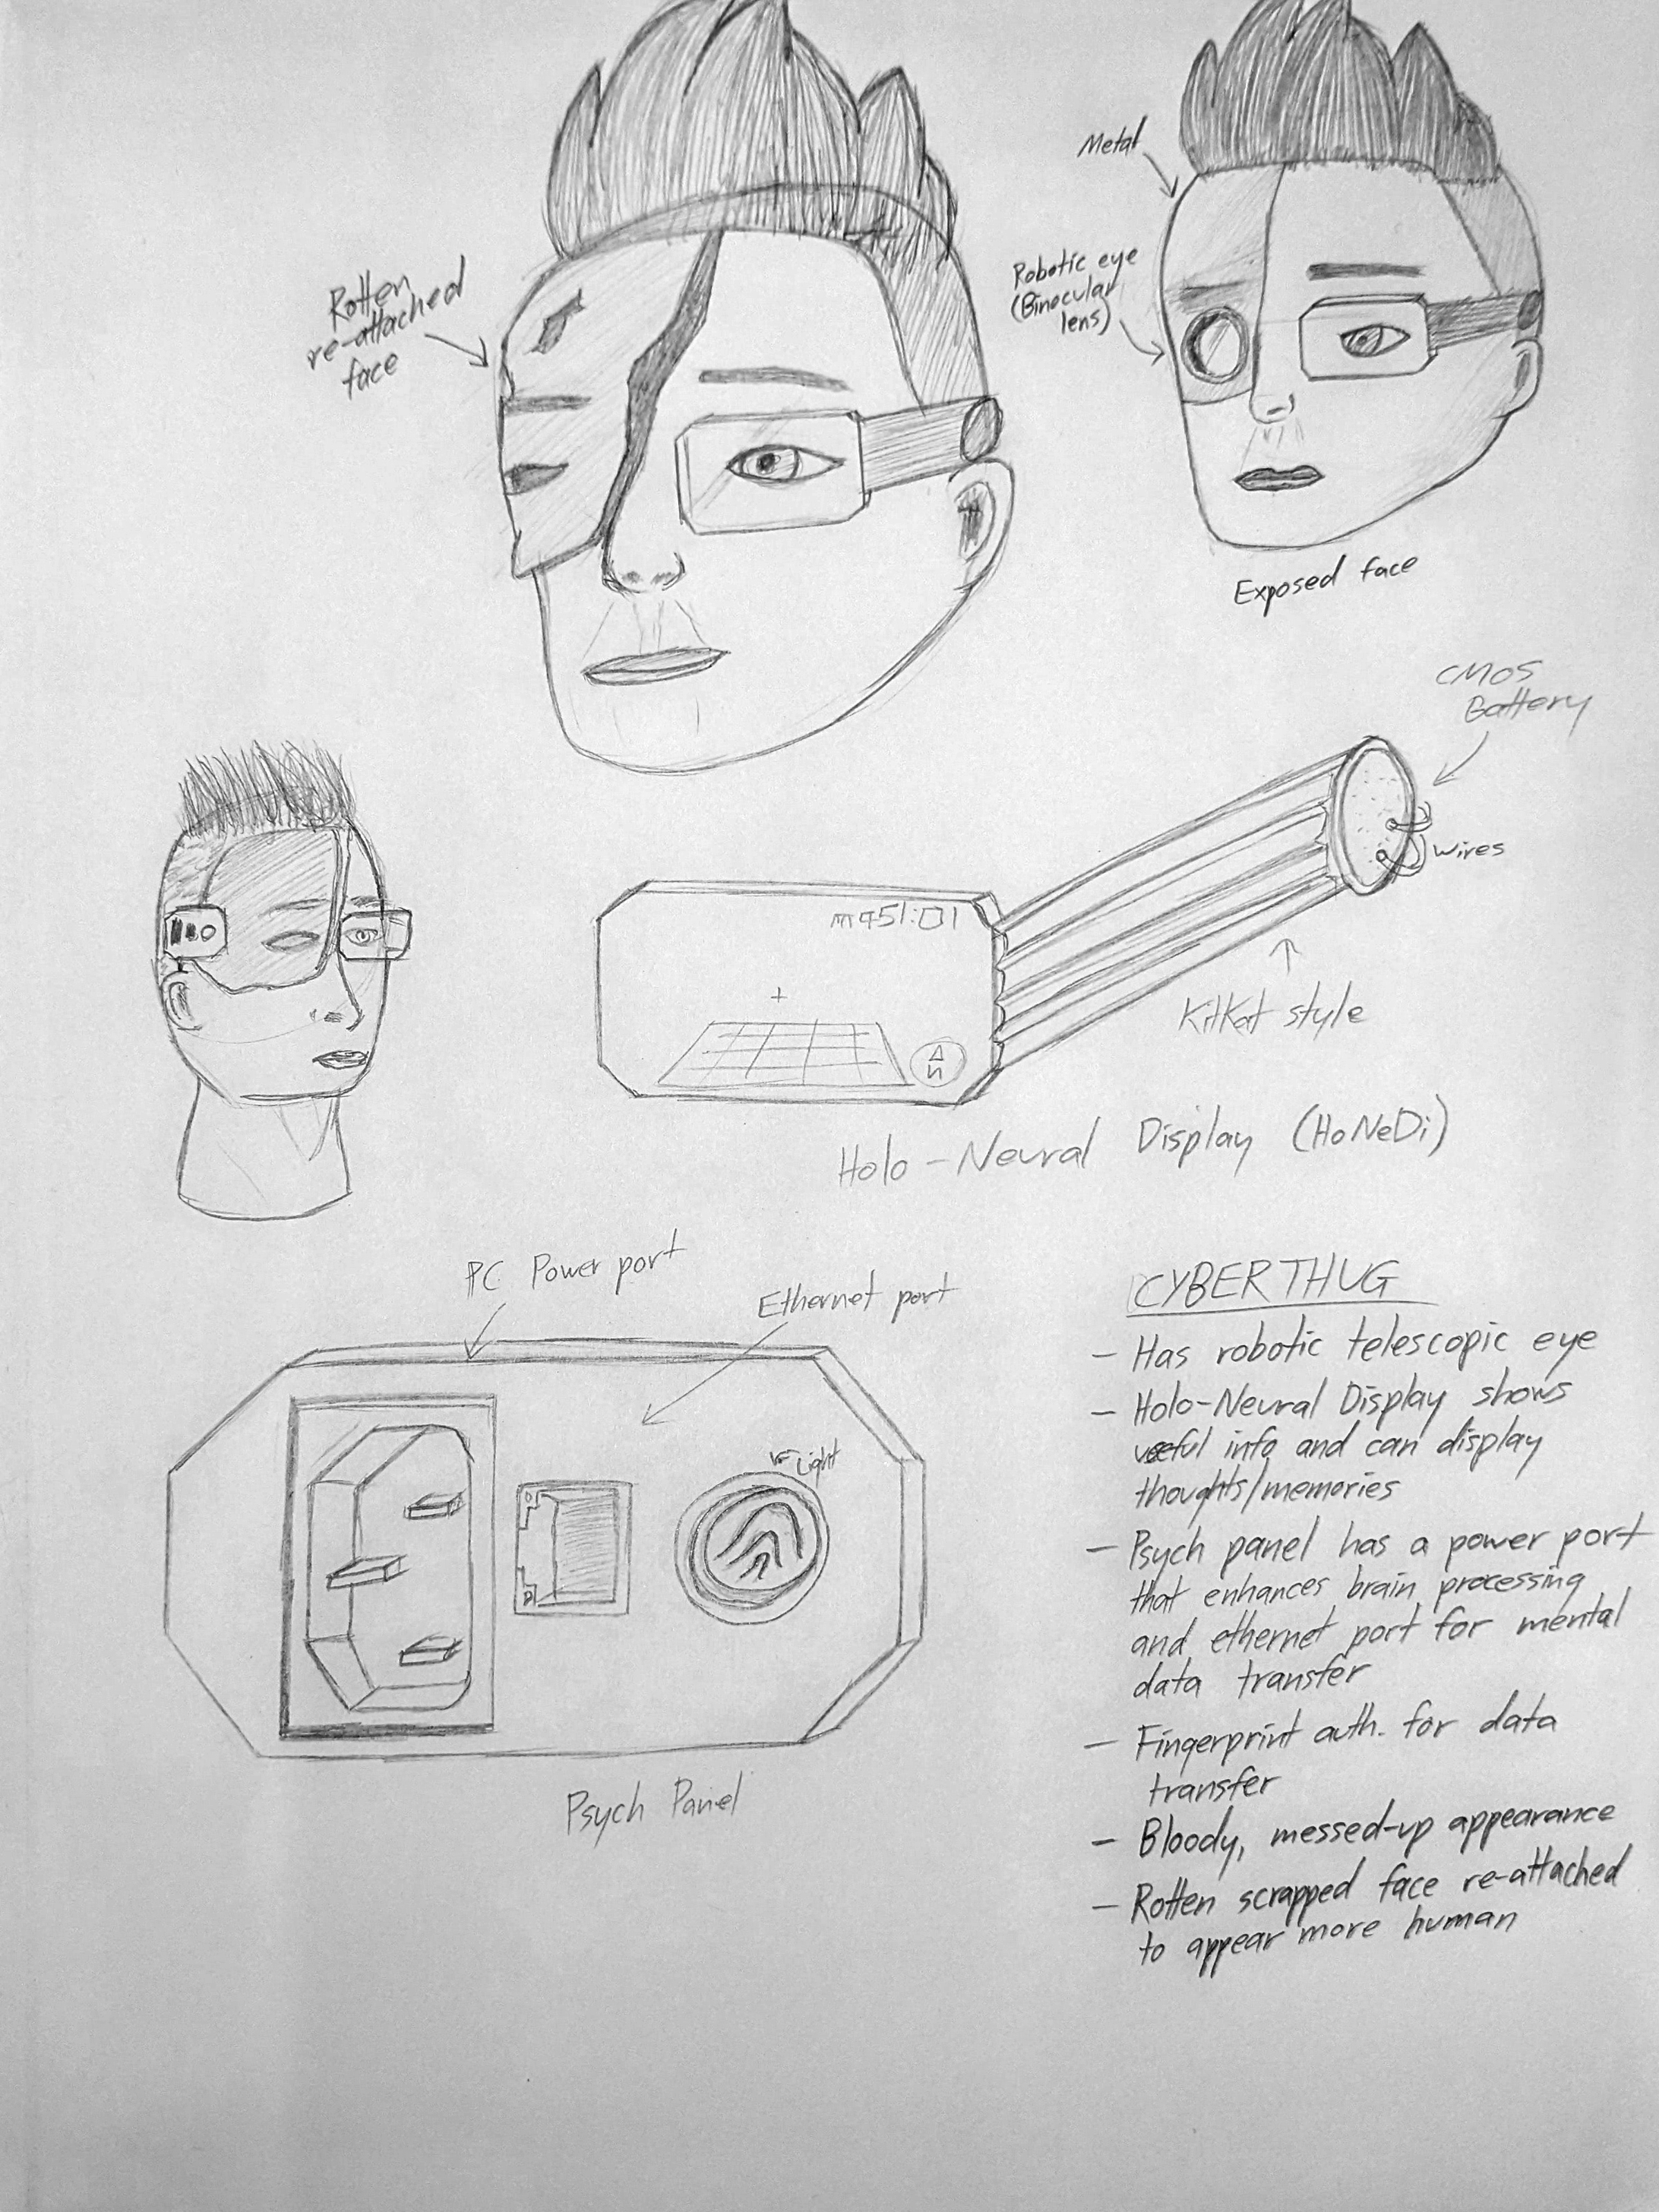 Metal
Robotic eye
(Binocular
lens)
Rotten
re-attached
face
Exposed face
CMOS
Battery
wires
KitKat style
Holo-Neural Display (HoNeDi)
PC Power port
Ethernet port
Light
Psych Panel
CYBERTHUG
- Has robotic telescopic eye
- Holo-Neural Display shows
useful info and can display
thoughts/memories
- Psych panel has a power port
that enhances brain processing
and ethernet port for mental
data transfer
- Fingerprint auth. for data
transfer
- Bloody, messed-up appearance
- Rotten scrapped face re-attached
to appear more human